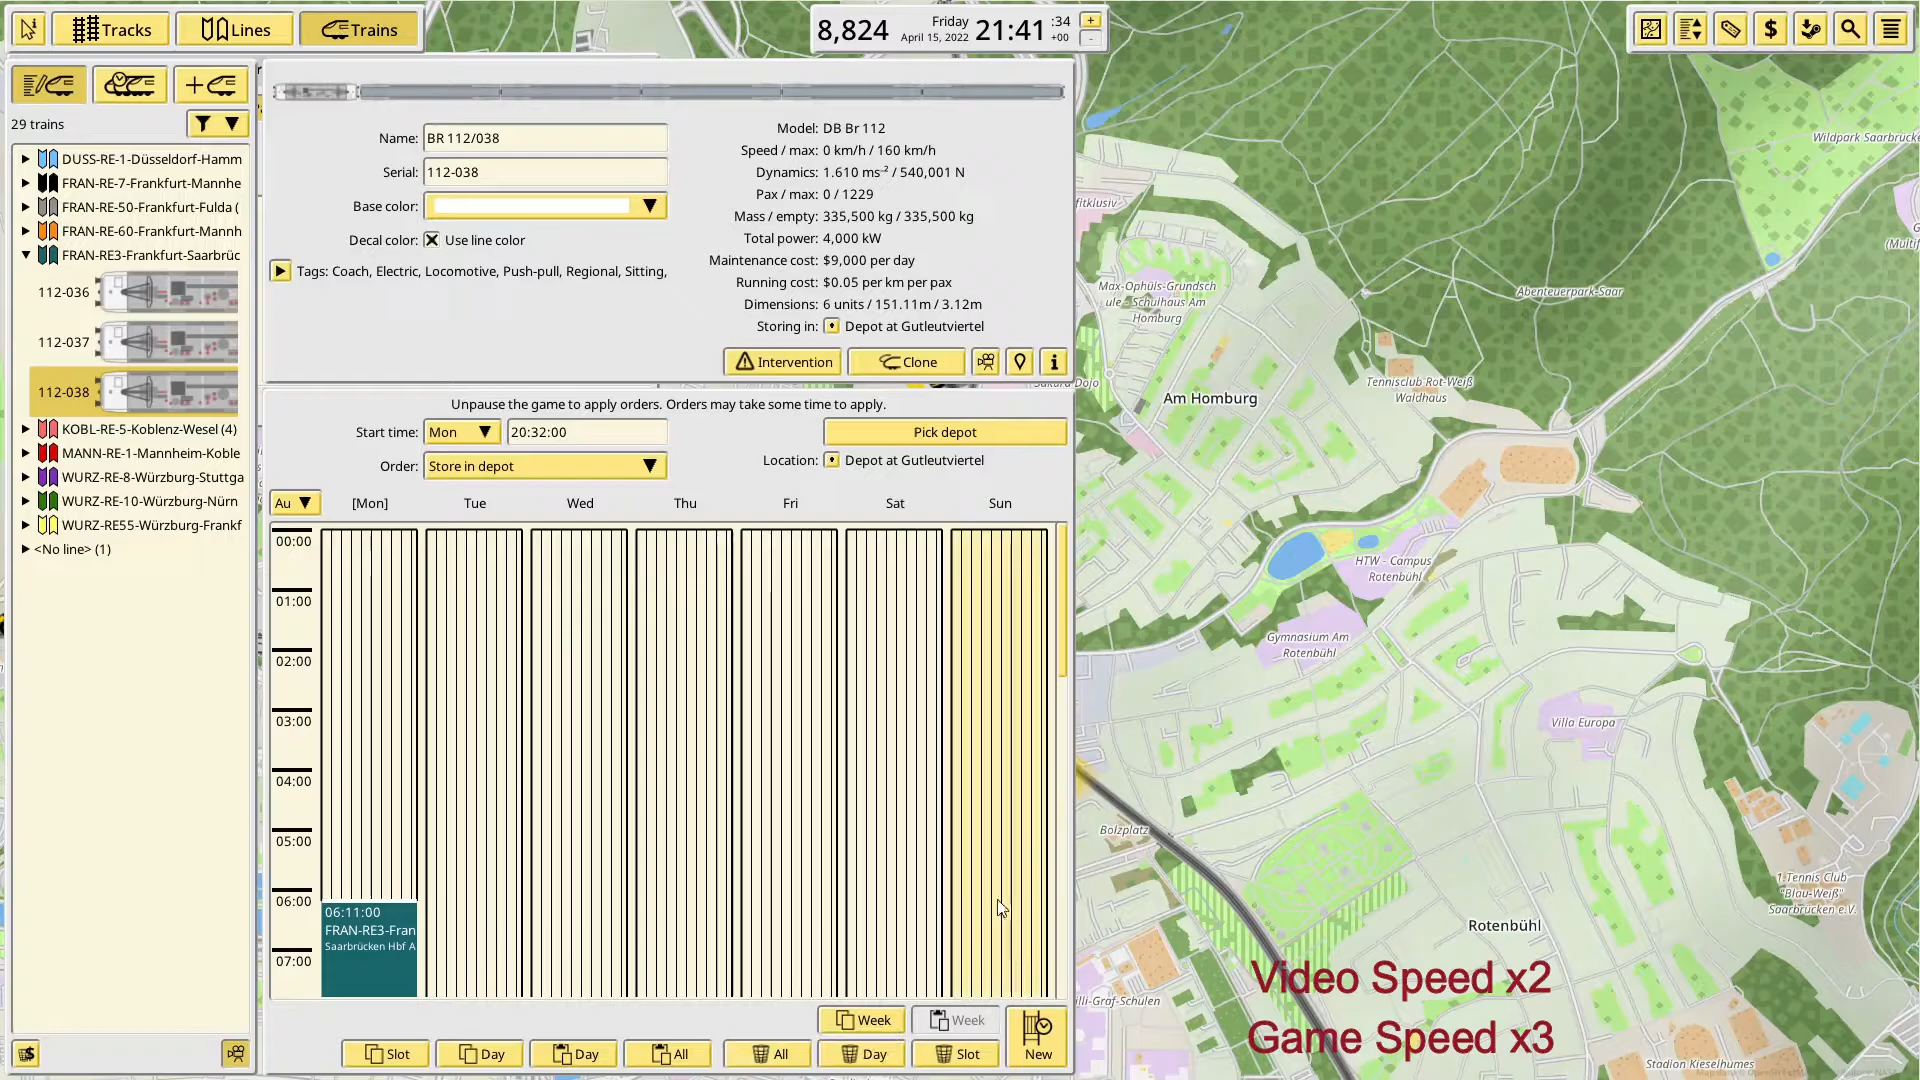 Tracks
Lines
Trains
8,824
Friday
April 15, 2022
21:41
:34
+00
+
-
$
29 trains
DUSS-RE-1-Düsseldorf-Hamm
FRAN-RE-7-Frankfurt-Mannhe
FRAN-RE-50-Frankfurt-Fulda (
FRAN-RE-60-Frankfurt-Mannh
FRAN-RE3-Frankfurt-Saarbrüc
112-036
112-037
112-038
KOBL-RE-5-Koblenz-Wesel (4)
MANN-RE-1-Mannheim-Koble
WURZ-RE-8-Würzburg-Stuttga
WURZ-RE-10-Würzburg-Nürn
WURZ-RE55-Würzburg-Frankf
<No line> (1)
Name: BR 112/038
Serial: 112-038
Base color:
Decal color: Use line color
Tags: Coach, Electric, Locomotive, Push-pull, Regional, Sitting,
Model: DB Br 112
Speed / max: 0 km/h / 160 km/h
Dynamics: 1.610 ms⁻² / 540,001 N
Pax / max: 0 / 1229
Mass / empty: 335,500 kg / 335,500 kg
Total power: 4,000 kW
Maintenance cost: $9,000 per day
Running cost: $0.05 per km per pax
Dimensions: 6 units / 151.11m / 3.12m
Storing in: Depot at Gutleutviertel
Intervention
Clone
Unpause the game to apply orders. Orders may take some time to apply.
Start time: Mon 20:32:00
Pick depot
Order: Store in depot
Location: Depot at Gutleutviertel
Au [Mon] Tue Wed Thu Fri Sat Sun
00:00
01:00
02:00
03:00
04:00
05:00
06:00
07:00
06:11:00
FRAN-RE3-Fran
Saarbrücken Hbf A
Week
Week
New
Slot
Day
Day
All
All
Day
Slot
Wildpark Saarbrücke
fitklusiv
(Multif
Max-Ophüls-Grundsch
ule - Schulhaus Am
Homburg
Abenteuerpark-Saar
Sakura Dojo
Am Homburg
Tennisclub Rot-Weiß
Waldhaus
HTW - Campus
Rotenbühl
Gymnasium Am
Rotenbühl
Villa Europa
Bolzplatz
1.Tennis Club
"Blau-Weiß"
Saarbrücken e.V.
Rotenbühl
illi-Graf-Schulen
Stadion Kieselhumes
Video Speed x2
Game Speed x3